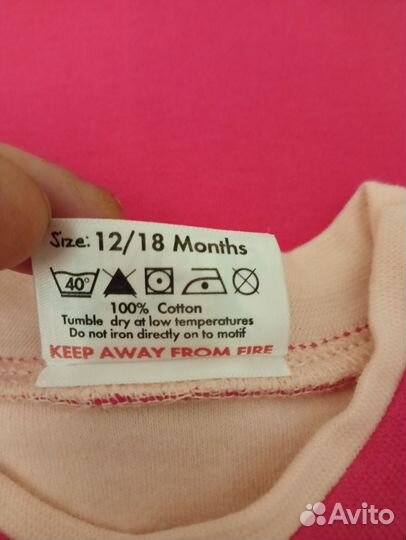 Size: 12/18 Months
40°
100% Cotton
Tumble dry at low temperatures
Do not iron directly on to motif
KEEP AWAY FROM FIRE
Avito